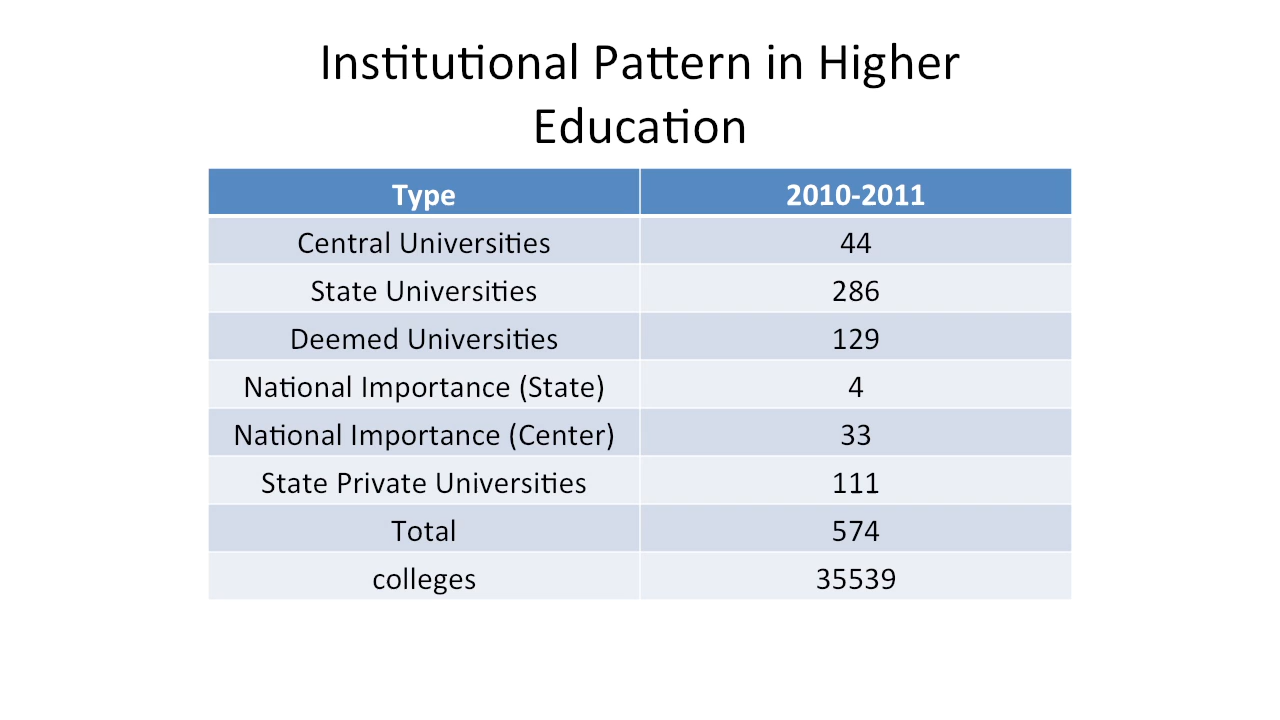 Institutional Pattern in Higher
Education
Type 2010-2011
Central Universities 44
State Universities 286
Deemed Universities 129
National Importance (State) 4
National Importance (Center) 33
State Private Universities 111
Total 574
colleges 35539